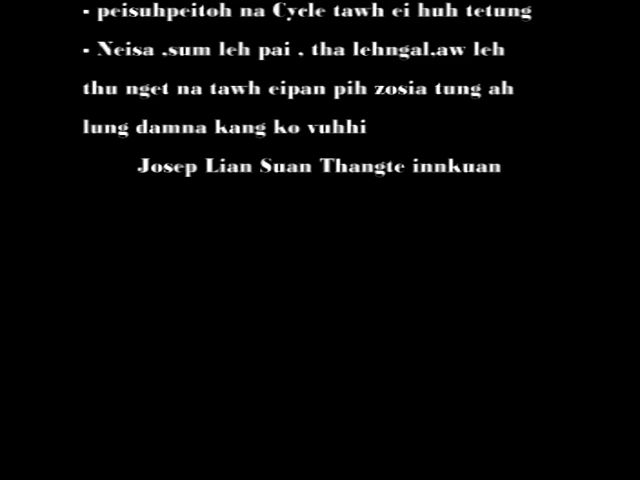 - peisuhpeitoh na Cycle tawh ei huh tetung
- Neisa ,sum leh pai , tha lehngal,aw leh
thu nget na tawh eipan pih zosia tung ah
lung damna kang ko vuhhi
Josep Lian Suan Thangte innkuan